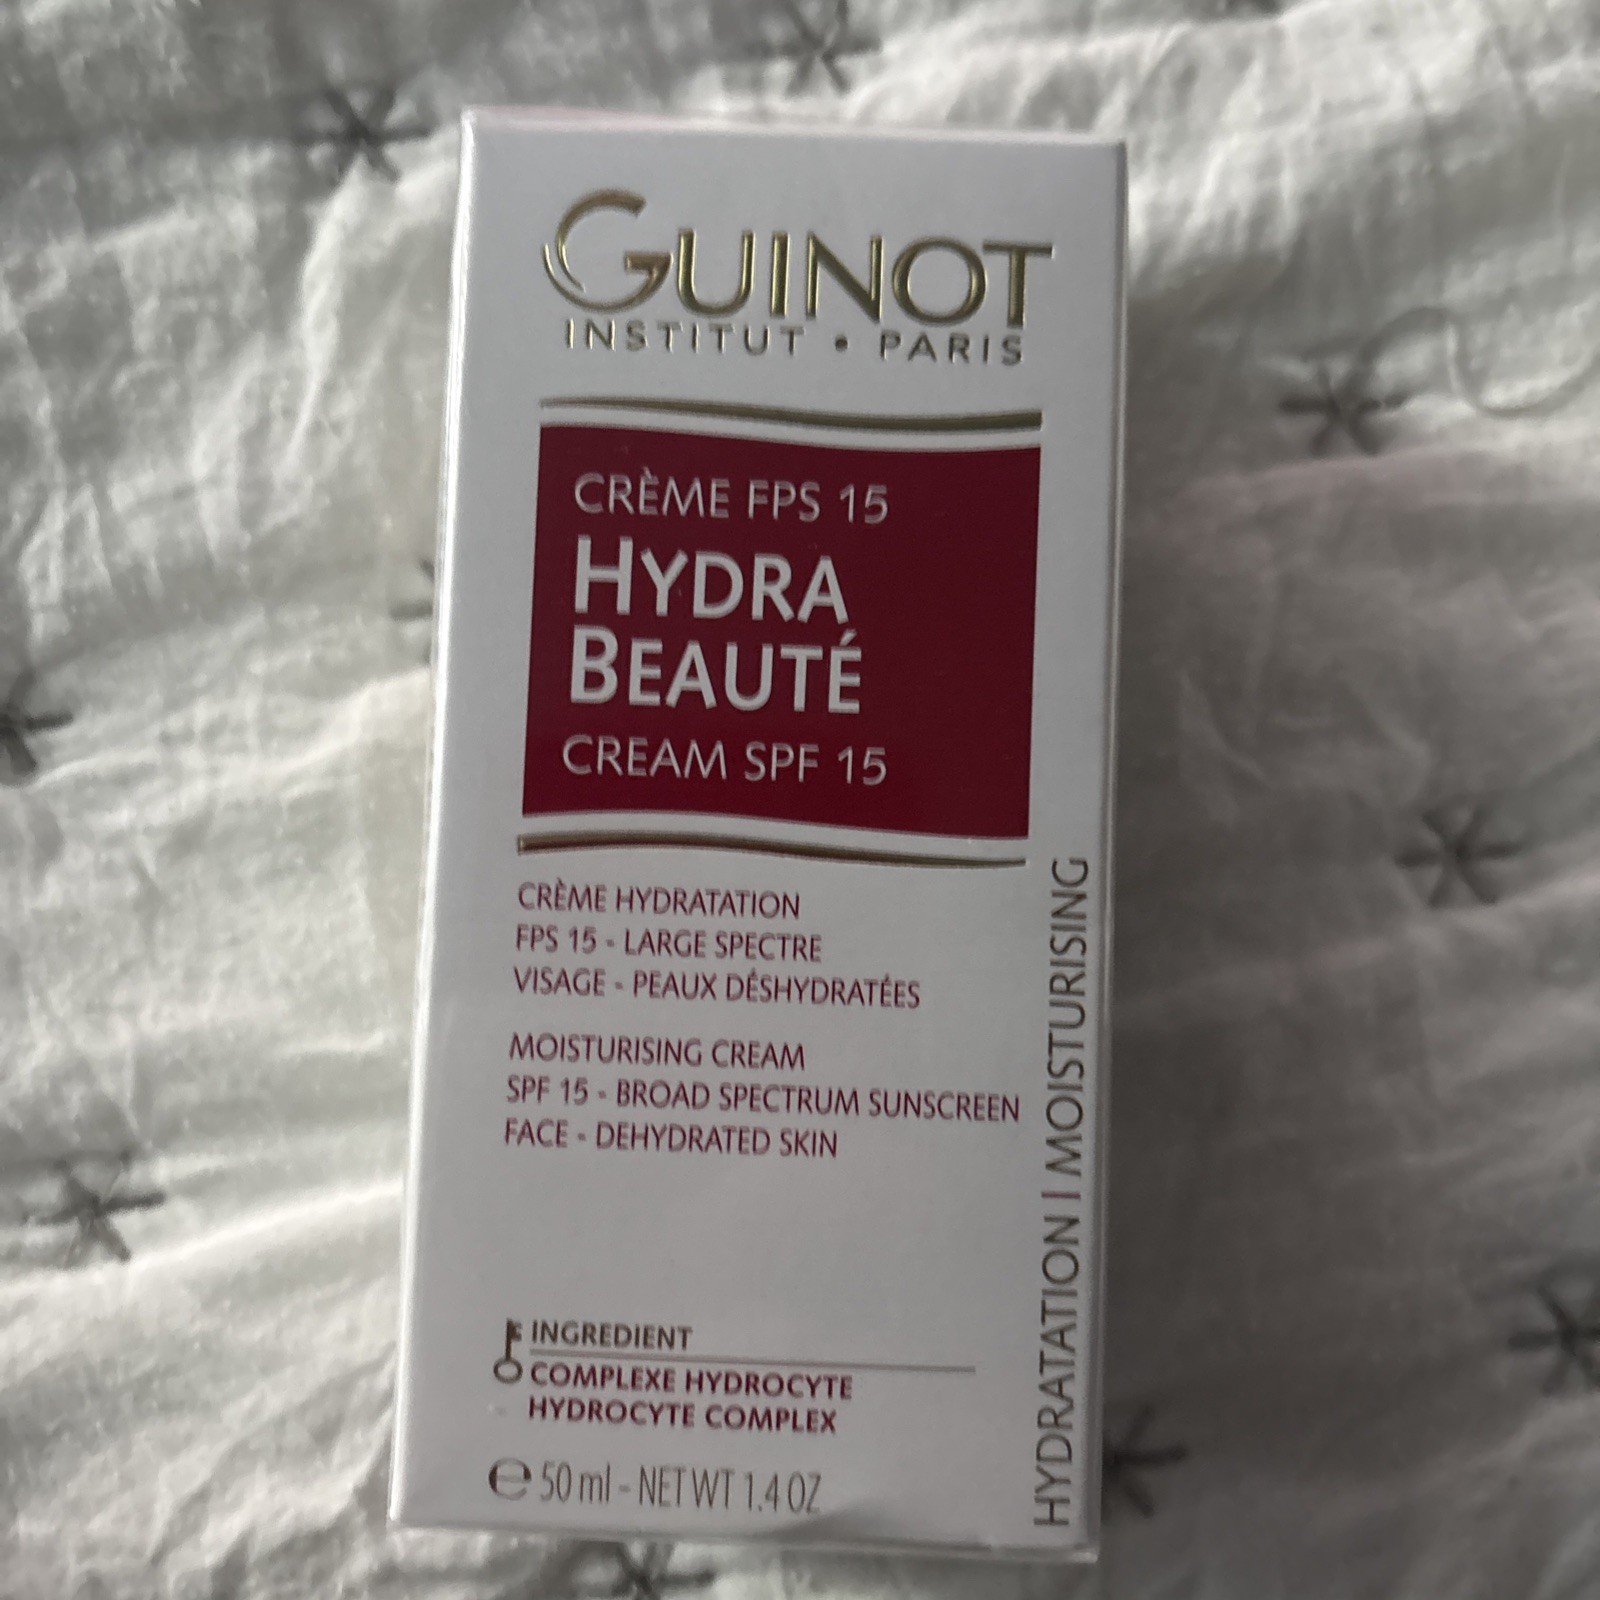 GUINOT
INSTITUT • PARIS
CRÈME FPS 15
HYDRA
BEAUTÉ
CREAM SPF 15
CRÈME HYDRATATION
FPS 15 - LARGE SPECTRE
VISAGE - PEAUX DÉSHYDRATÉES
MOISTURISING CREAM
SPF 15 - BROAD SPECTRUM SUNSCREEN
FACE - DEHYDRATED SKIN
INGREDIENT
COMPLEXE HYDROCYTE
HYDROCYTE COMPLEX
℮ 50 ml - NET WT 1.4 OZ
HYDRATATION I MOISTURISING